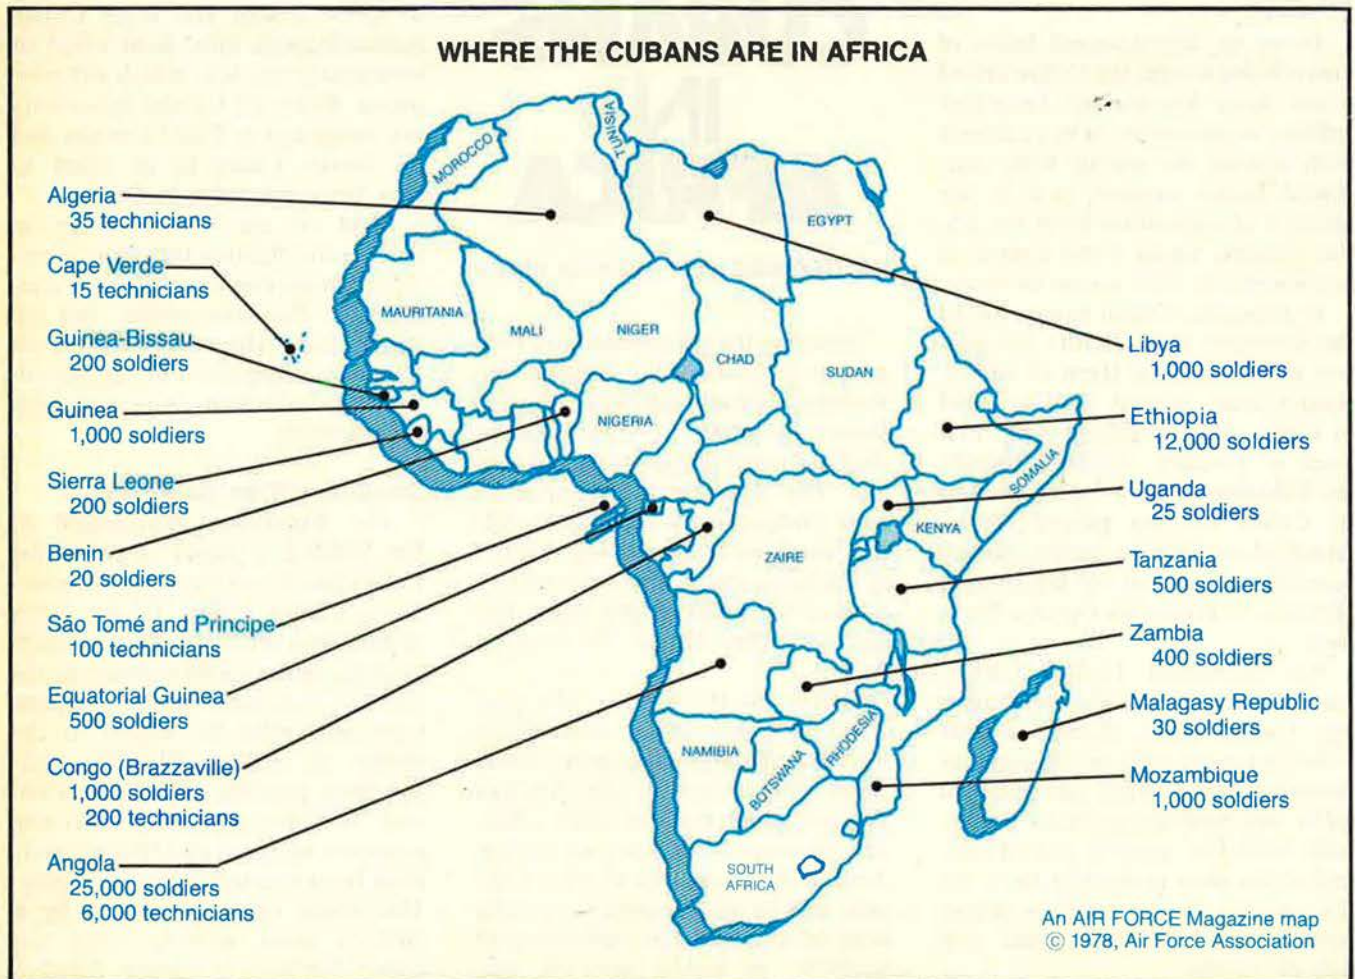 WHERE THE CUBANS ARE IN AFRICA
Algeria
35 technicians
Cape Verde
15 technicians
Guinea-Bissau
200 soldiers
Guinea
1,000 soldiers
Sierra Leone
200 soldiers
Benin
20 soldiers
São Tomé and Principe
100 technicians
Equatorial Guinea
500 soldiers
Congo (Brazzaville)
1,000 soldiers
200 technicians
Angola
25,000 soldiers
6,000 technicians
MOROCCO
TUNISIA
EGYPT
MAURITANIA
MALI
NIGER
CHAD
SUDAN
NIGERIA
SOMALIA
KENYA
ZAIRE
NAMIBIA
BOTSWANA
RHODESIA
SOUTH
AFRICA
Libya
1,000 soldiers
Ethiopia
12,000 soldiers
Uganda
25 soldiers
Tanzania
500 soldiers
Zambia
400 soldiers
Malagasy Republic
30 soldiers
Mozambique
1,000 soldiers
An AIR FORCE Magazine map
© 1978, Air Force Association